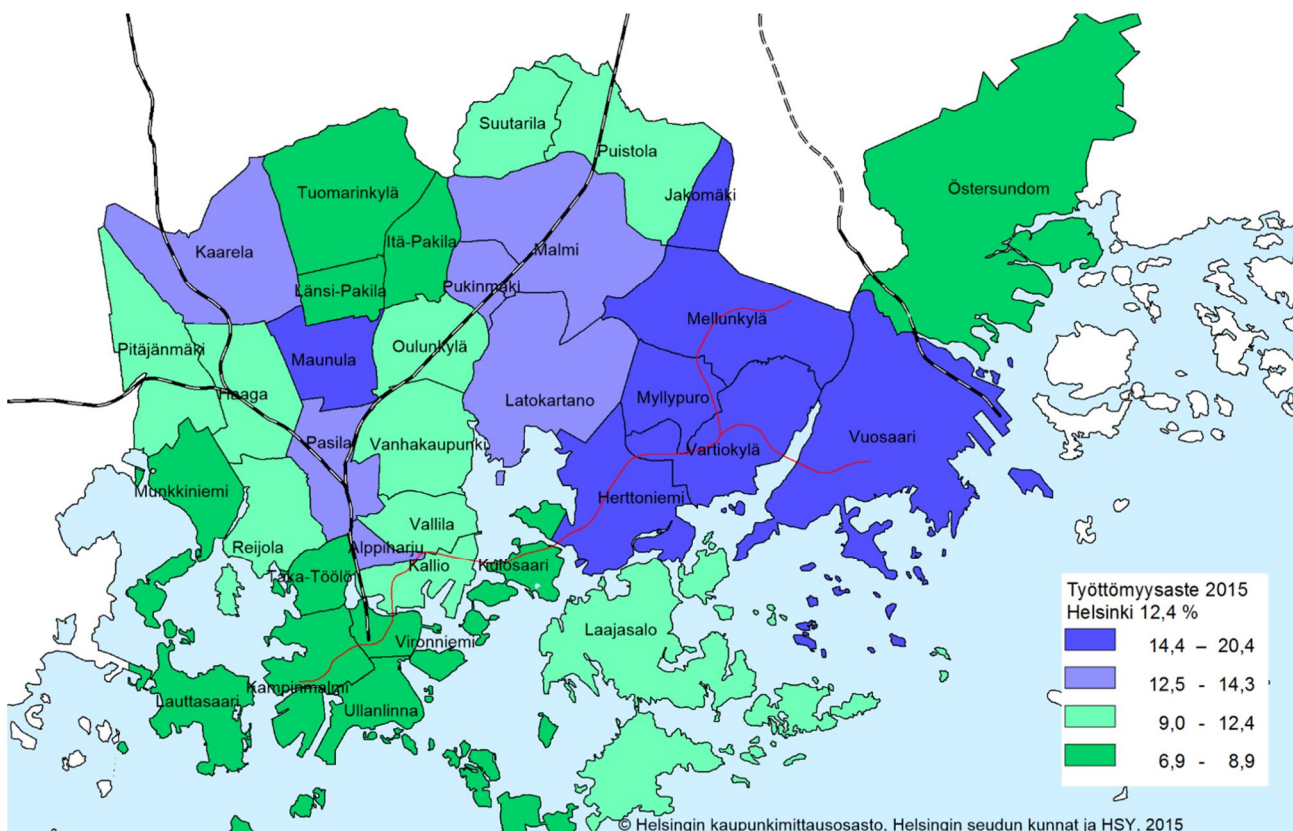 Suutarila
Puistola
Tuomarinkylä
Jakomäki
Östersundom
Itä-Pakila
Kaarela
Malmi
Länsi-Pakila
Pukinmäki
Mellunkylä
Pitäjänmäki
Maunula
Oulunkylä
Haaga
Latokartano
Myllypuro
Pasila
Vanhakaupunki
Vartiokylä
Vuosaari
Munkkiniemi
Herttoniemi
Vallila
Reijola
Alppiharju
Kallio
Kulosaari
Taka-Töölö
Laajasalo
Vironniemi
Kampinmalmi
Lauttasaari
Ullanlinna
Työttömyysaste 2015
Helsinki 12,4 %
14,4 – 20,4
12,5 - 14,3
9,0 - 12,4
6,9 - 8,9
© Helsingin kaupunkimittausosasto, Helsingin seudun kunnat ja HSY, 2015